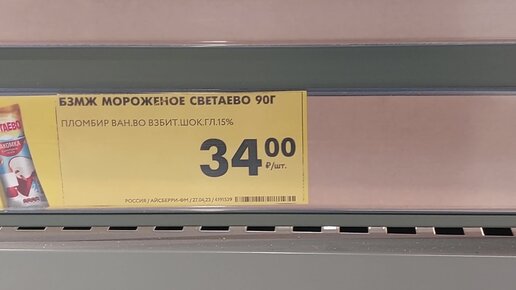 БЗМЖ МОРОЖЕНОЕ СВЕТАЕВО 90Г
ПЛОМБИР ВАН.ВО ВЗБИТ.ШОК.ГЛ.15%
34 00
₽/шт.
РОССИЯ / АЙСБЕРРИ-ФМ / 27.04.23 / 4191539